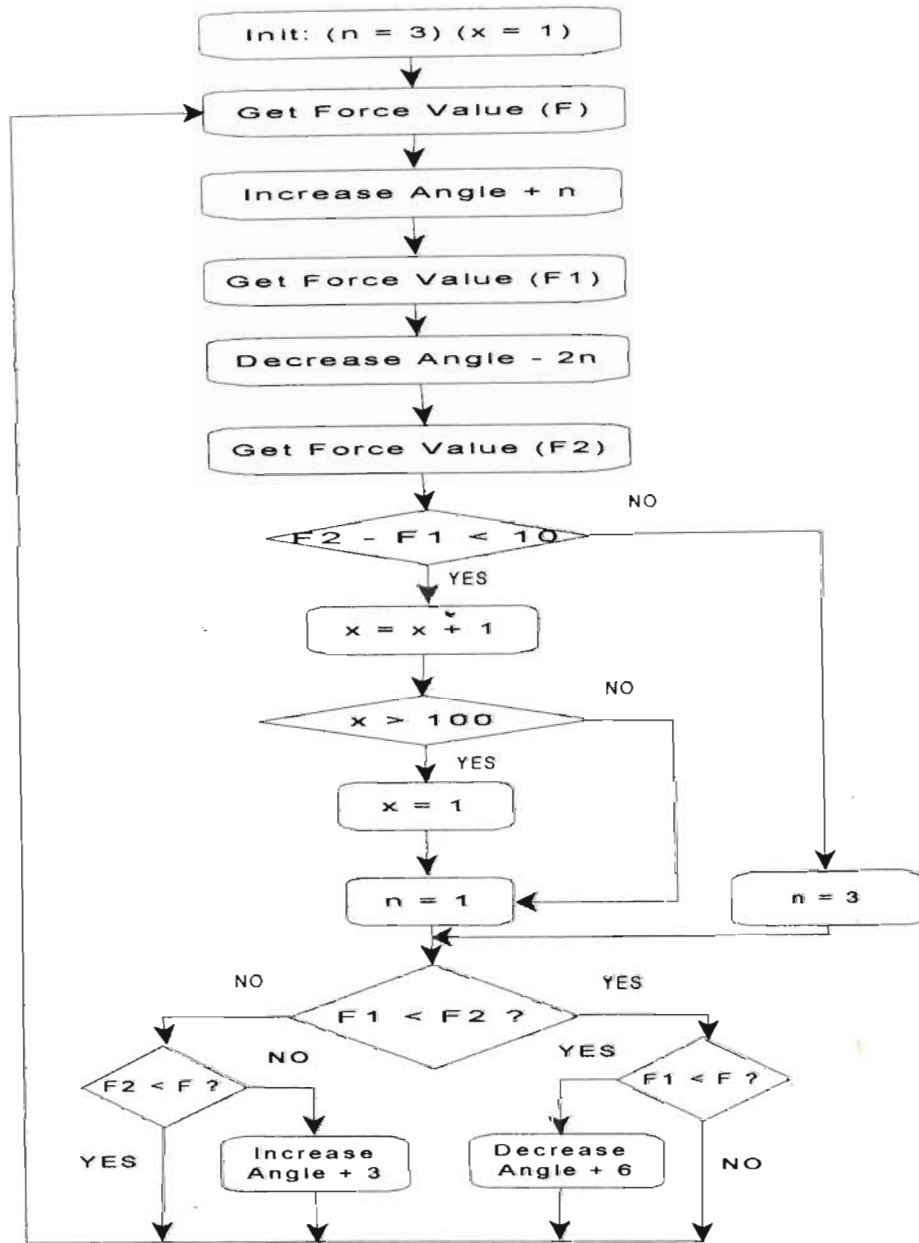 Init: (n = 3) (x = 1)
Get Force Value (F)
Increase Angle + n
Get Force Value (F1)
Decrease Angle - 2n
Get Force Value (F2)
NO
F2 - F1 < 10
YES
x = x + 1
NO
x > 100
YES
x = 1
n = 1
n = 3
NO
YES
F1 < F2 ?
NO
YES
F2 < F ?
F1 < F ?
YES
Increase
Angle + 3
Decrease
Angle + 6
NO